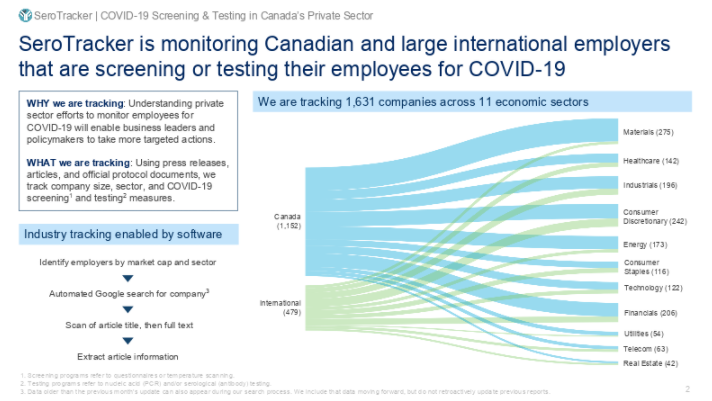 SeroTracker | COVID-19 Screening & Testing in Canada's Private Sector
SeroTracker is monitoring Canadian and large international employers
that are screening or testing their employees for COVID-19
WHY we are tracking: Understanding private
sector efforts to monitor employees for
COVID-19 will enable business leaders and
policymakers to take more targeted actions.
WHAT we are tracking: Using press releases,
articles, and official protocol documents, we
track company size, sector, and COVID-19
screening1 and testing2 measures.
Industry tracking enabled by software
Identify employers by market cap and sector
Automated Google search for company3
Scan of article title, then full text
Extract article information
We are tracking 1,631 companies across 11 economic sectors
Canada
(1,152)
International
(479)
Materials (275)
Healthcare (142)
Industrials (196)
Consumer
Discretionary (242)
Energy (173)
Consumer
Staples (116)
Technology (122)
Financials (206)
Utilities (54)
Telecom (63)
Real Estate (42)
1. Screening programs refer to questionnaires or temperature scanning.
2. Testing programs refer to nucleic acid (PCR) and/or serological (antibody) testing.
3. Data older than the previous month's update can also appear during our search process. We include that data moving forward, but do not retroactively update previous reports.
2